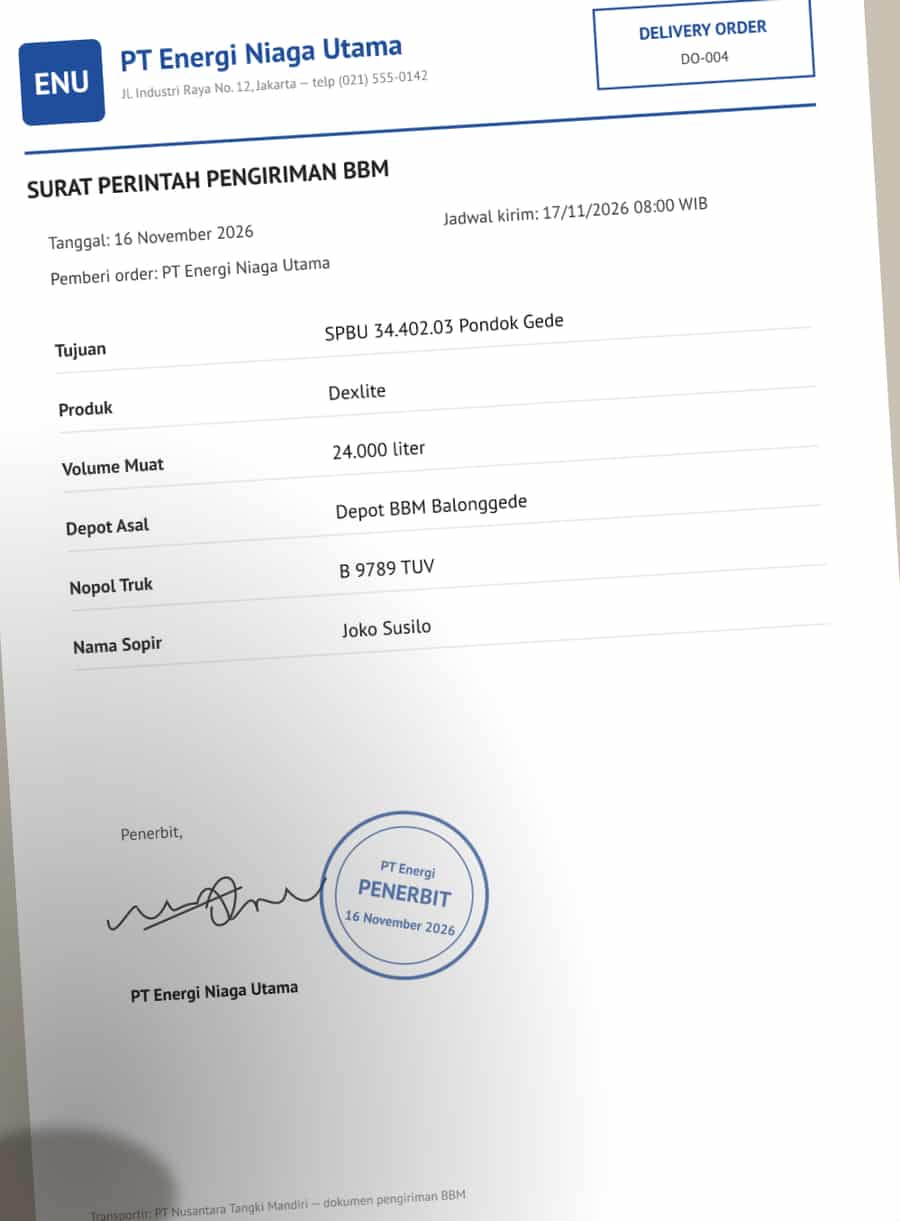 ENU
PT Energi Niaga Utama
Jl. Industri Raya No. 12, Jakarta — telp (021) 555-0142
DELIVERY ORDER
DO-004
SURAT PERINTAH PENGIRIMAN BBM
Tanggal: 16 November 2026
Jadwal kirim: 17/11/2026 08:00 WIB
Pemberi order: PT Energi Niaga Utama
Tujuan SPBU 34.402.03 Pondok Gede
Produk Dexlite
Volume Muat 24.000 liter
Depot Asal Depot BBM Balonggede
Nopol Truk B 9789 TUV
Nama Sopir Joko Susilo
Penerbit,
PT Energi
PENERBIT
16 November 2026
PT Energi Niaga Utama
Transportir: PT Nusantara Tangki Mandiri — dokumen pengiriman BBM